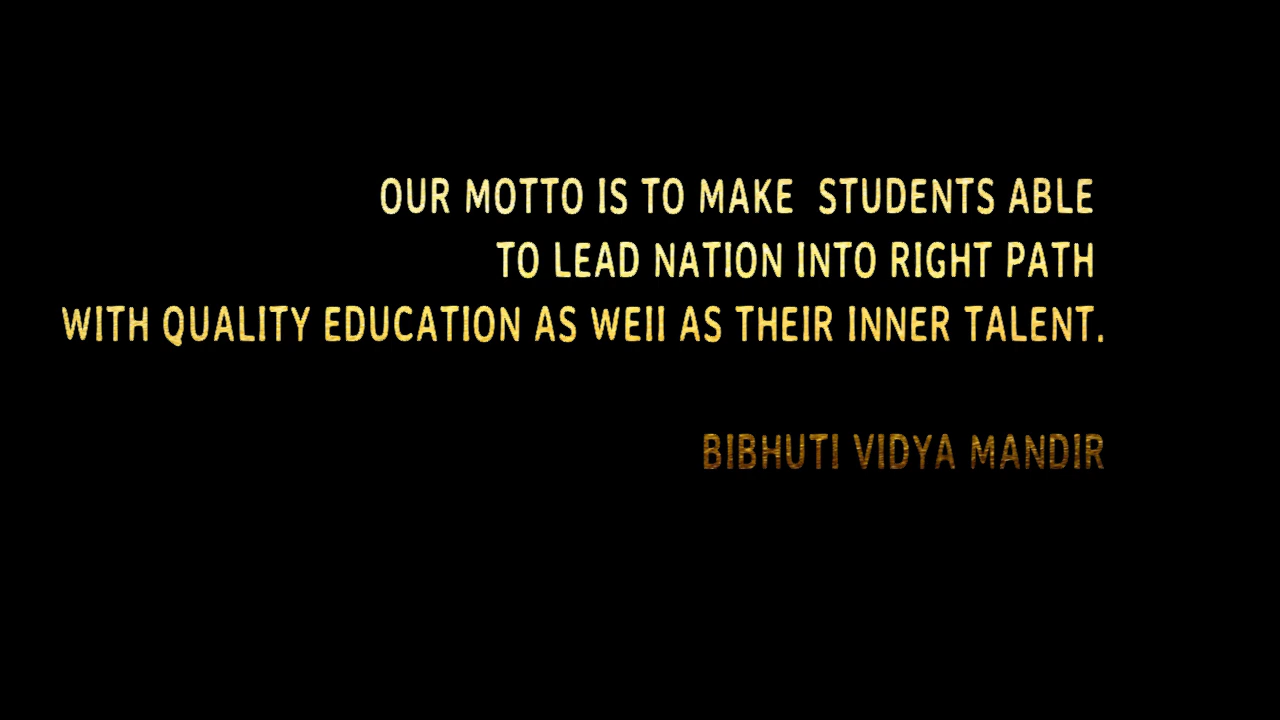 OUR MOTTO IS TO MAKE  STUDENTS ABLE
TO LEAD NATION INTO RIGHT PATH
WITH QUALITY EDUCATION AS WEll AS THEIR INNER TALENT.
BIBHUTI VIDYA MANDIR